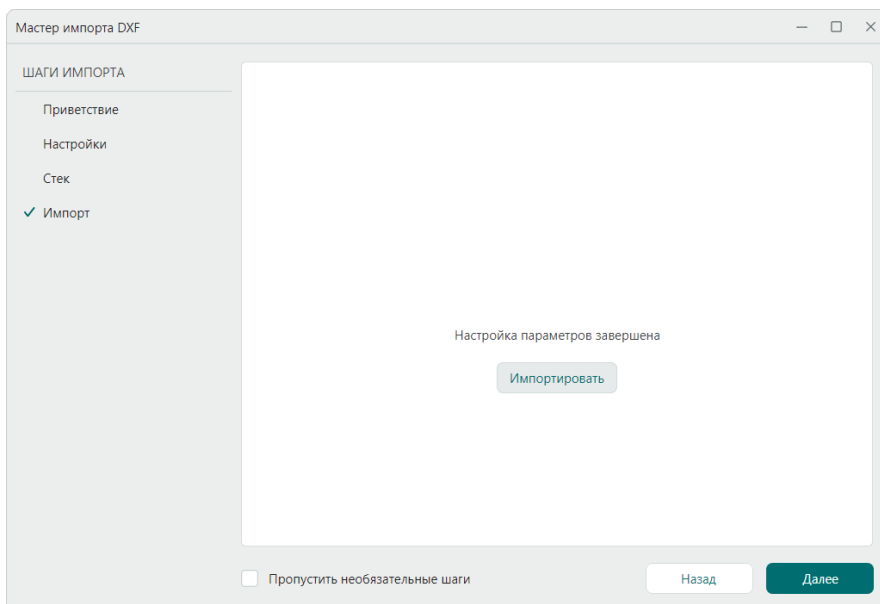 Мастер импорта DXF
ШАГИ ИМПОРТА
Приветствие
Настройки
Стек
Импорт
Настройка параметров завершена
Импортировать
Пропустить необязательные шаги
Назад
Далее